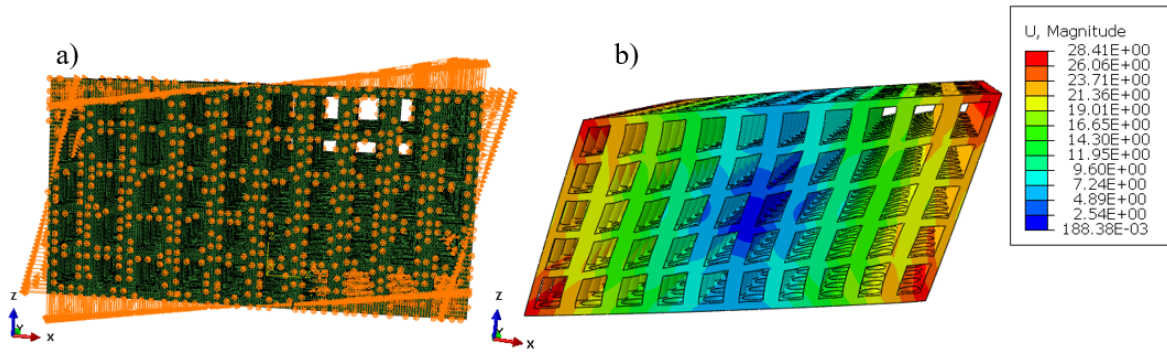 a)
Z
Y
X
b)
Z
Y
X
U, Magnitude
28.41E+00
26.06E+00
23.71E+00
21.36E+00
19.01E+00
16.65E+00
14.30E+00
11.95E+00
9.60E+00
7.24E+00
4.89E+00
2.54E+00
188.38E-03